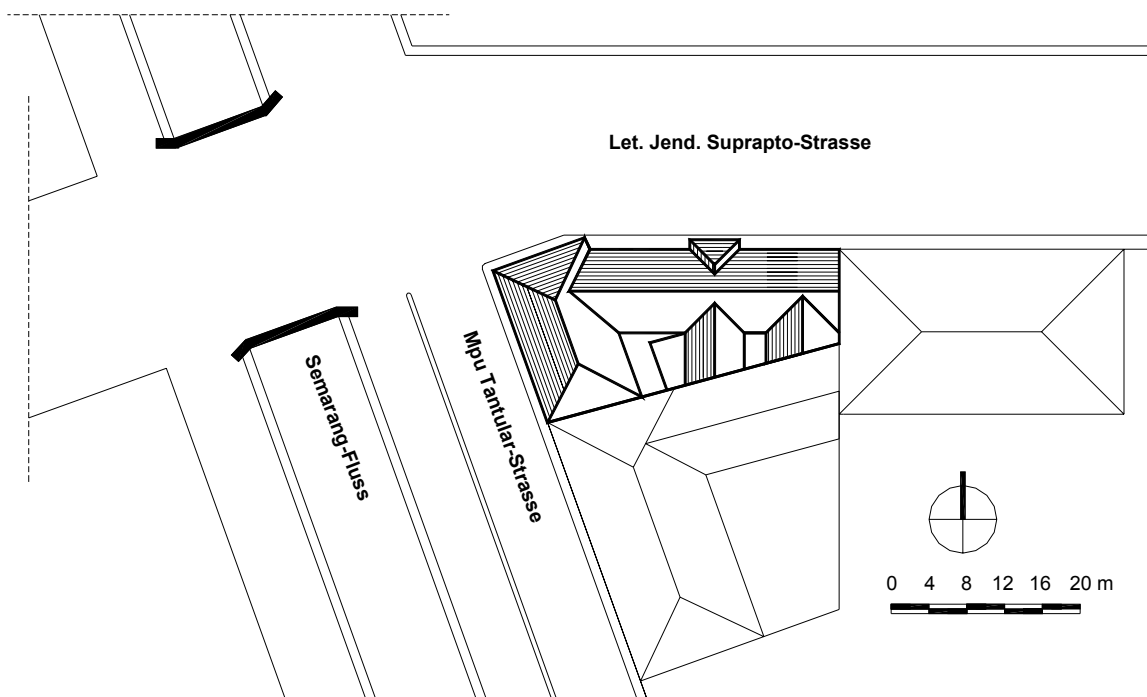 Let. Jend. Suprapto-Strasse
Mpu Tantular-Strasse
Semarang-Fluss
0 4 8 12 16 20 m